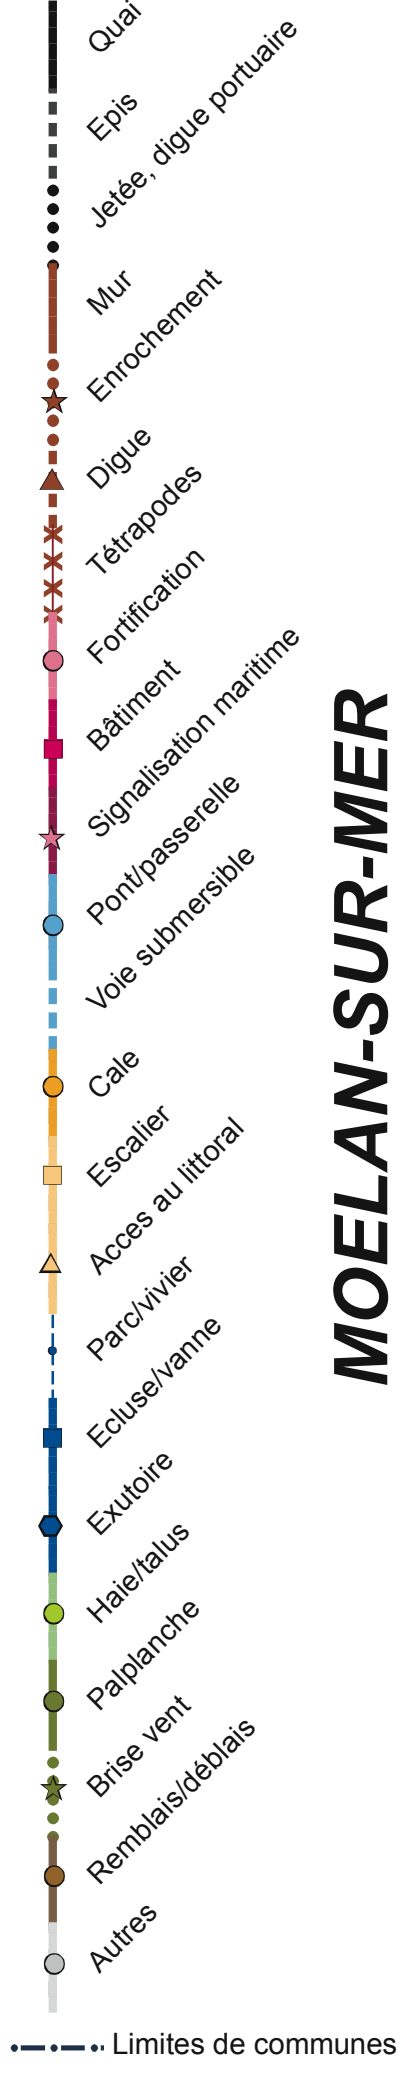 Quai
Epis
Jetée, digue portuaire
Mur
Enrochement
Digue
Tétrapodes
Fortification
Bâtiment
Signalisation maritime
Pont/passerelle
Voie submersible
Cale
Escalier
Acces au littoral
Parc/vivier
Ecluse/vanne
Exutoire
Haie/talus
Palplanche
Brise vent
Remblais/déblais
Autres
Limites de communes
MOELAN-SUR-MER